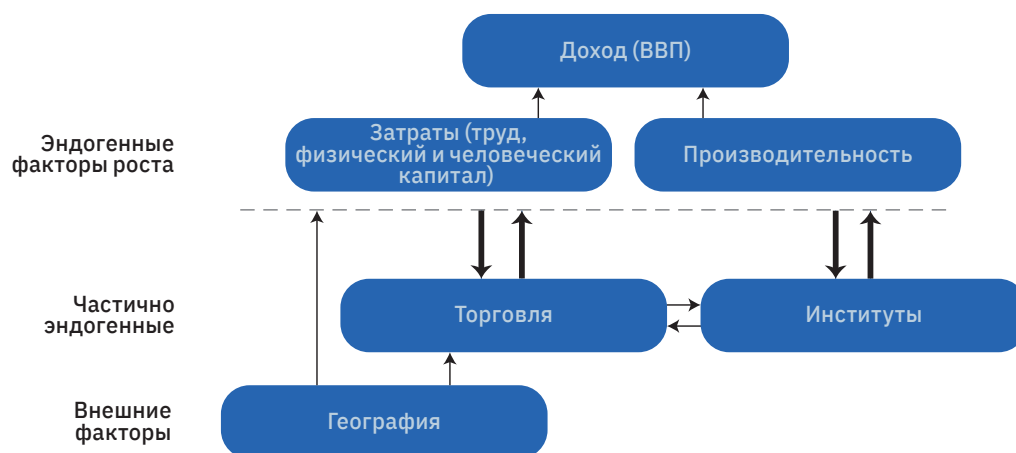 Доход (ВВП)
Эндогенные
факторы роста
Затраты (труд,
физический и человеческий
капитал)
Производительность
Частично
эндогенные
Торговля
Институты
Внешние
факторы
География